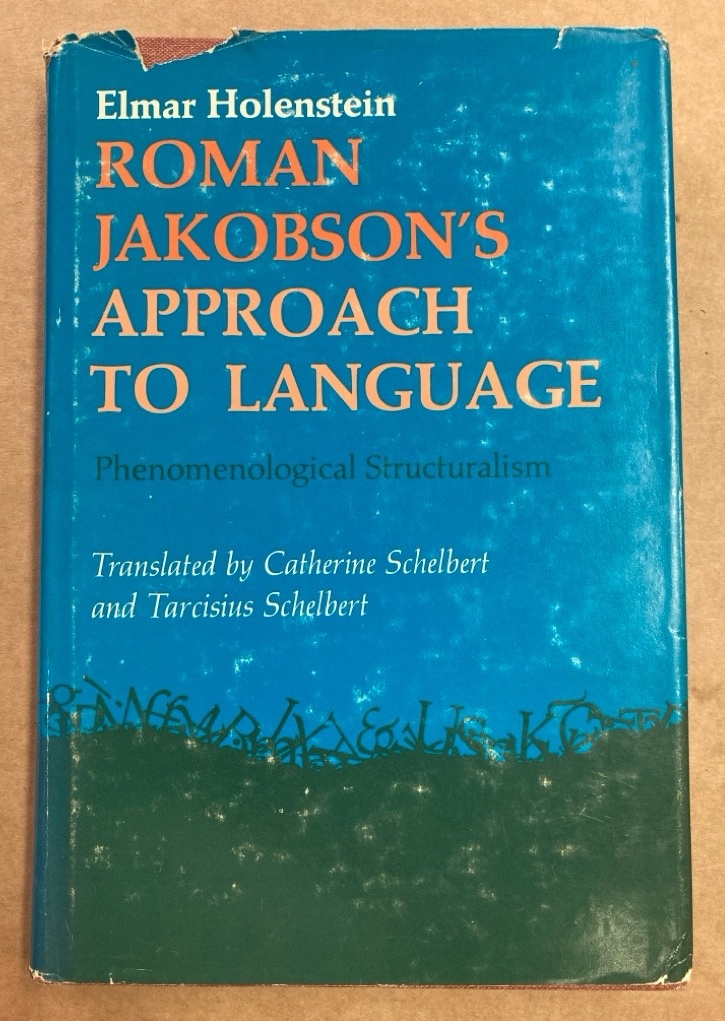 Elmar Holenstein
ROMAN
JAKOBSON'S
APPROACH
TO LANGUAGE
Phenomenological Structuralism
Translated by Catherine Schelbert
and Tarcisius Schelbert